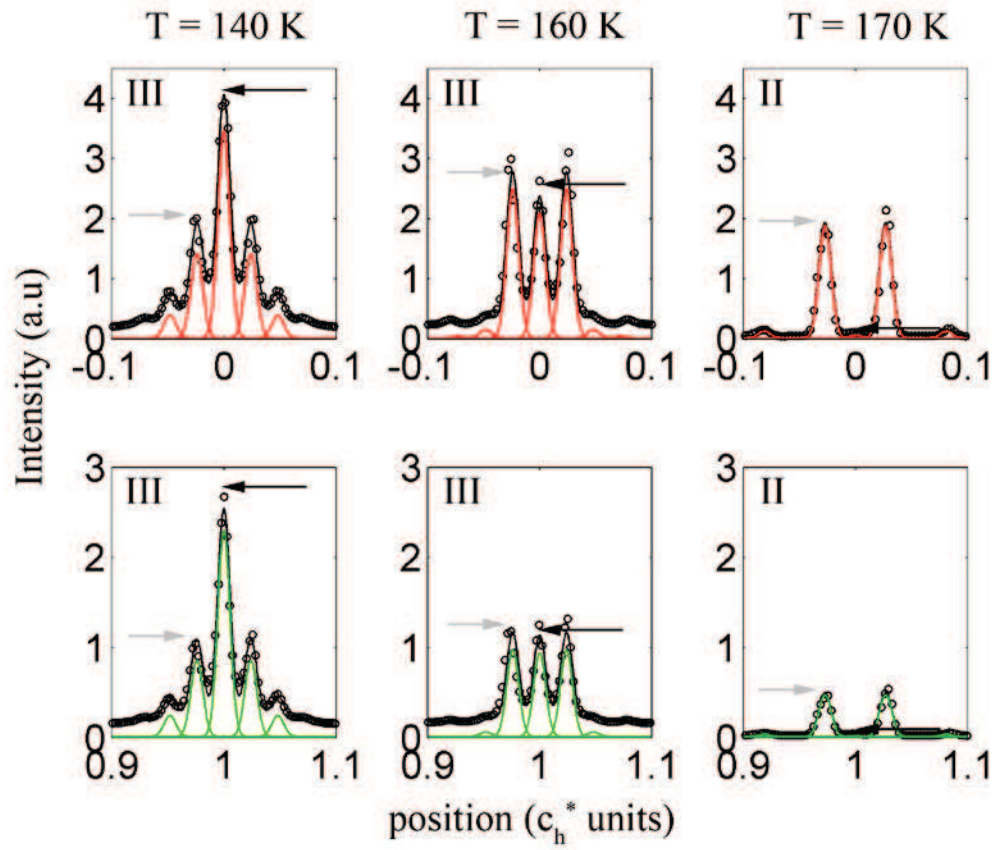 T = 140 K T = 160 K T = 170 K
III III II
4 4 4
3 3 3
2 2 2
1 1 1
0 0 0
-0.1 0 0.1 -0.1 0 0.1 -0.1 0 0.1
Intensity (a.u)
III III II
3 3 3
2 2 2
1 1 1
0 0 0
0.9 1 1.1 0.9 1 1.1 0.9 1 1.1
position (c_h^* units)